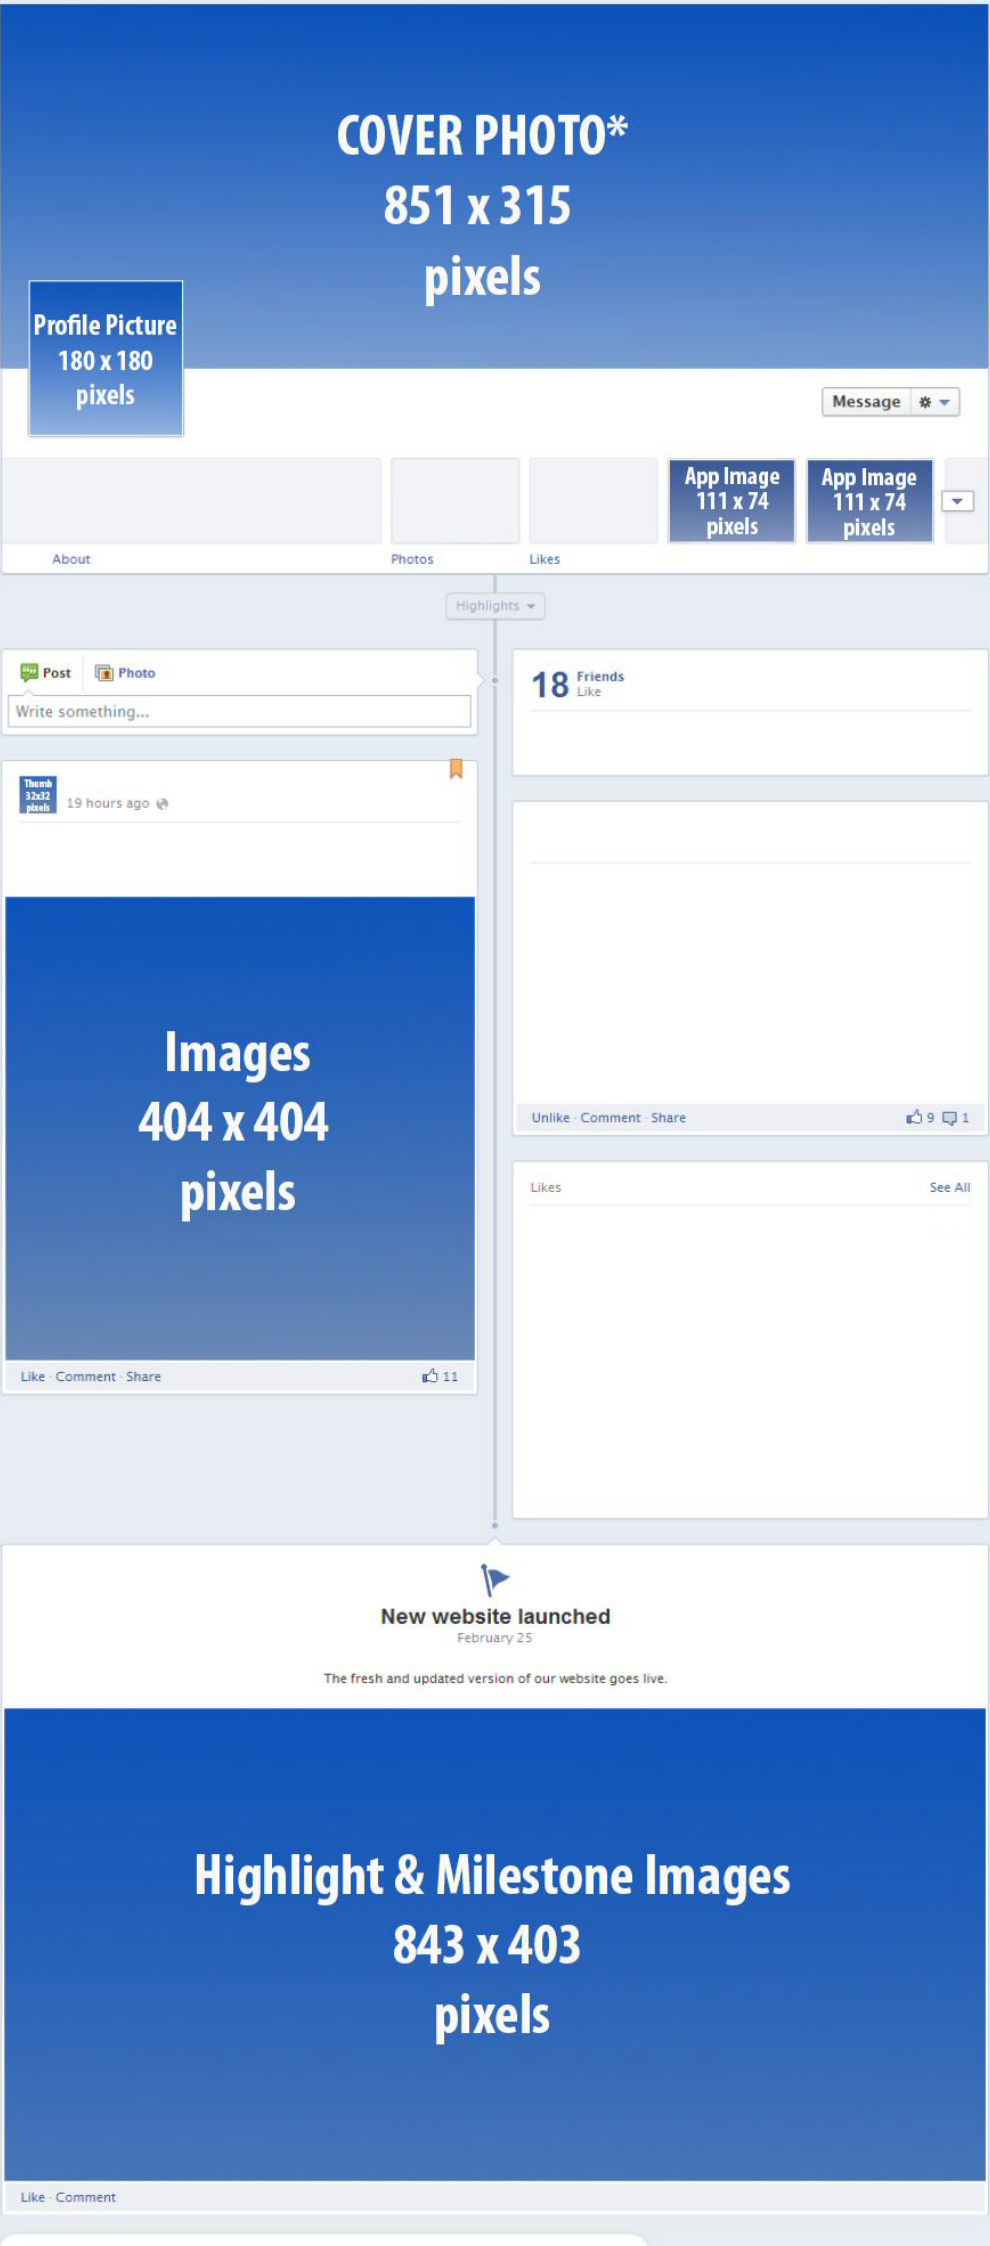 COVER PHOTO*
851 x 315
pixels
Profile Picture
180 x 180
pixels
Message
App Image
111 x 74
pixels
App Image
111 x 74
pixels
About
Photos
Likes
Highlights
Post
Photo
Write something...
18 Friends
Like
Thumb
32x32
pixels
19 hours ago
Images
404 x 404
pixels
Like · Comment · Share
11
Unlike · Comment · Share
9
1
Likes
See All
New website launched
February 25
The fresh and updated version of our website goes live.
Highlight & Milestone Images
843 x 403
pixels
Like · Comment